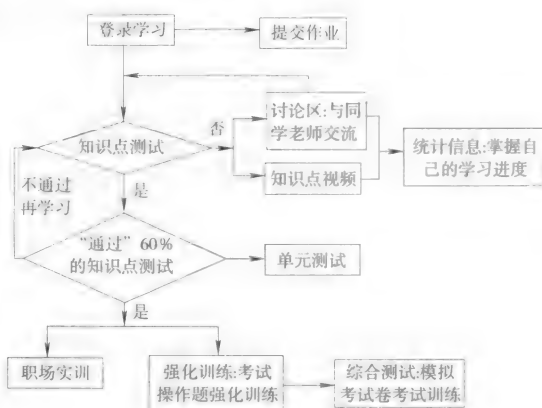 登录学习
提交作业
讨论区:与同
学老师交流
知识点测试
否
统计信息:掌握自
己的学习进度
知识点视频
不通过
再学习
是
“通过”60%
的知识点测试
单元测试
是
职场实训
强化训练:考试
操作题强化训练
综合测试:模拟
考试卷考试训练